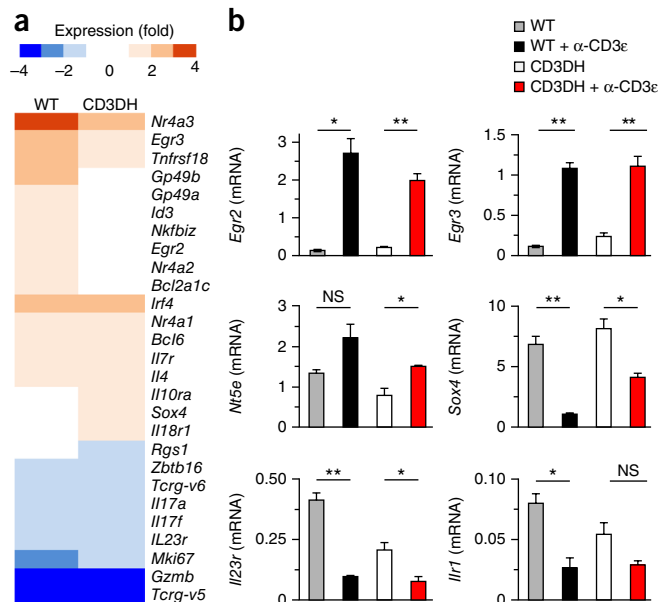 a
Expression (fold)
–4 –2 0 2 4
WT CD3DH
Nr4a3
Egr3
Tnfrsf18
Gp49b
Gp49a
Id3
Nkfbiz
Egr2
Nr4a2
Bcl2a1c
Irf4
Nr4a1
Bcl6
Il7r
Il4
Il10ra
Sox4
Il18r1
Rgs1
Zbtb16
Tcrg-v6
Il17a
Il17f
IL23r
Mki67
Gzmb
Tcrg-v5
b
WT
WT + α-CD3ε
CD3DH
CD3DH + α-CD3ε
Egr2 (mRNA)
3
2
1
0
* **
Egr3 (mRNA)
1.5
1
0.5
0
** **
Nt5e (mRNA)
3
2
1
0
NS *
Sox4 (mRNA)
10
5
0
** *
Il23r (mRNA)
0.50
0.25
0
** *
Ilr1 (mRNA)
0.10
0.05
0
* NS